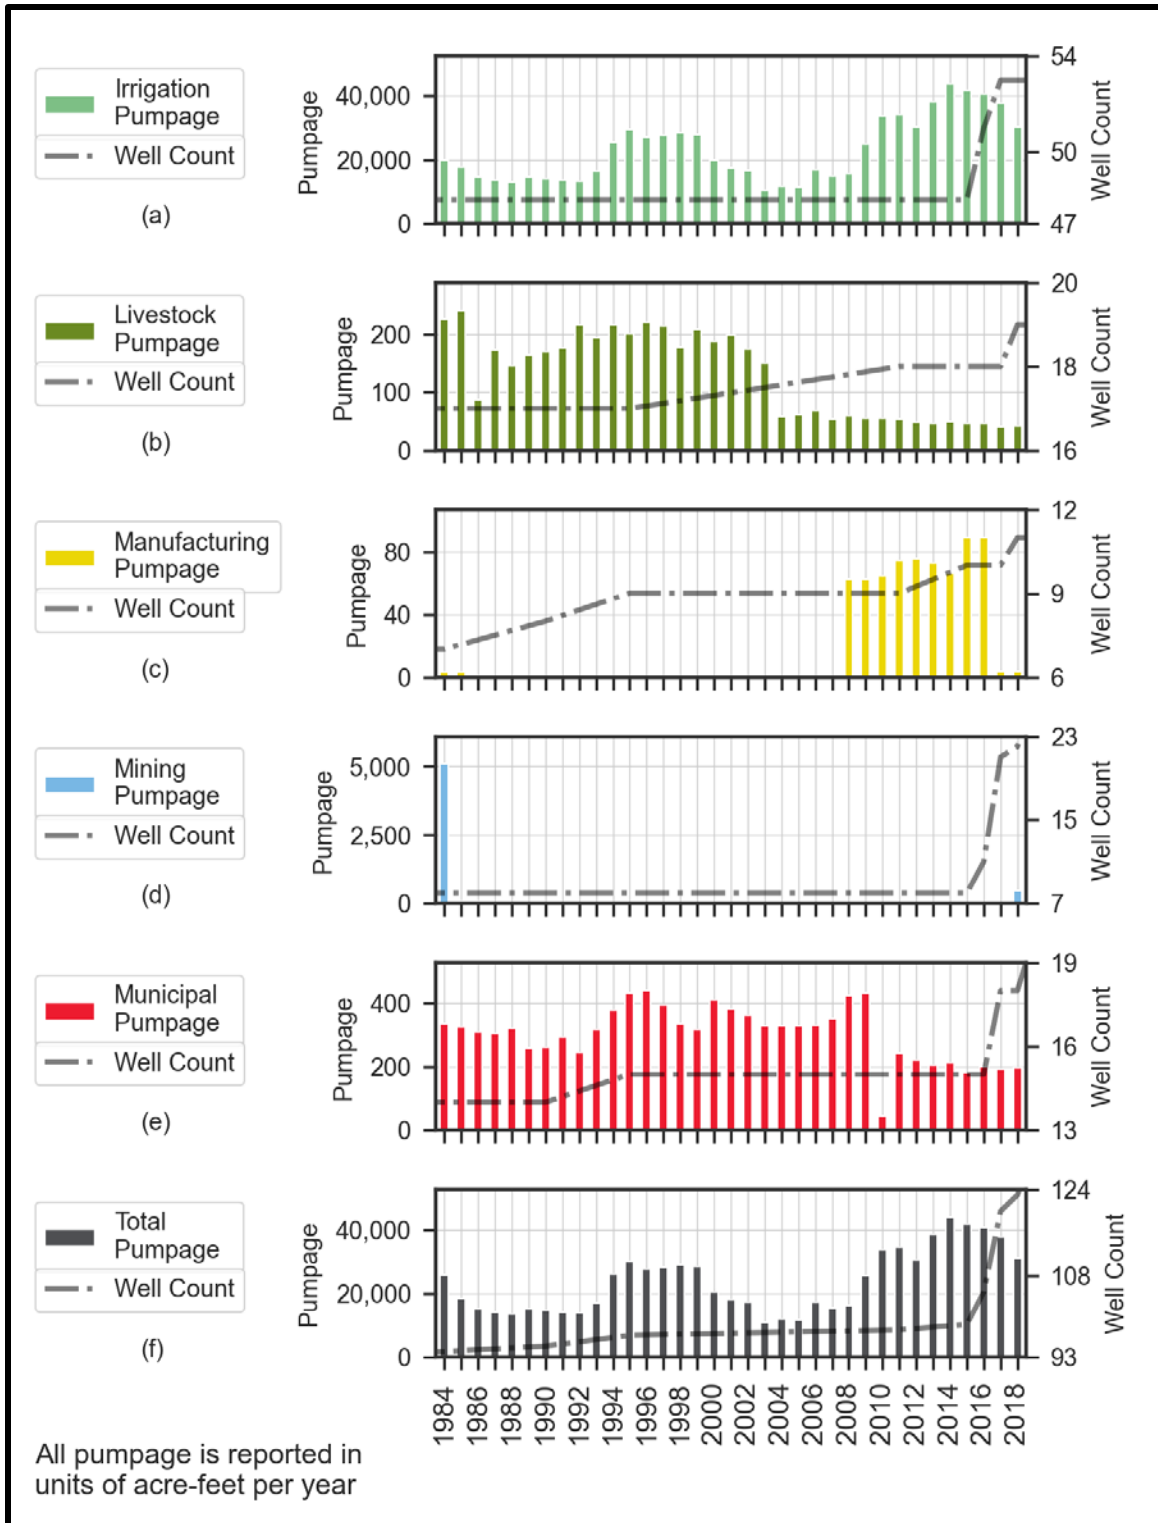 Irrigation
Pumpage
Well Count
(a)
Pumpage
40,000
20,000
0
54
50
47
Well Count
Livestock
Pumpage
Well Count
(b)
Pumpage
200
100
0
20
18
16
Well Count
Manufacturing
Pumpage
Well Count
(c)
Pumpage
80
40
0
12
9
6
Well Count
Mining
Pumpage
Well Count
(d)
Pumpage
5,000
2,500
0
23
15
7
Well Count
Municipal
Pumpage
Well Count
(e)
Pumpage
400
200
0
19
16
13
Well Count
Total
Pumpage
Well Count
(f)
Pumpage
40,000
20,000
0
124
108
93
Well Count
1984
1986
1988
1990
1992
1994
1996
1998
2000
2002
2004
2006
2008
2010
2012
2014
2016
2018
All pumpage is reported in
units of acre-feet per year